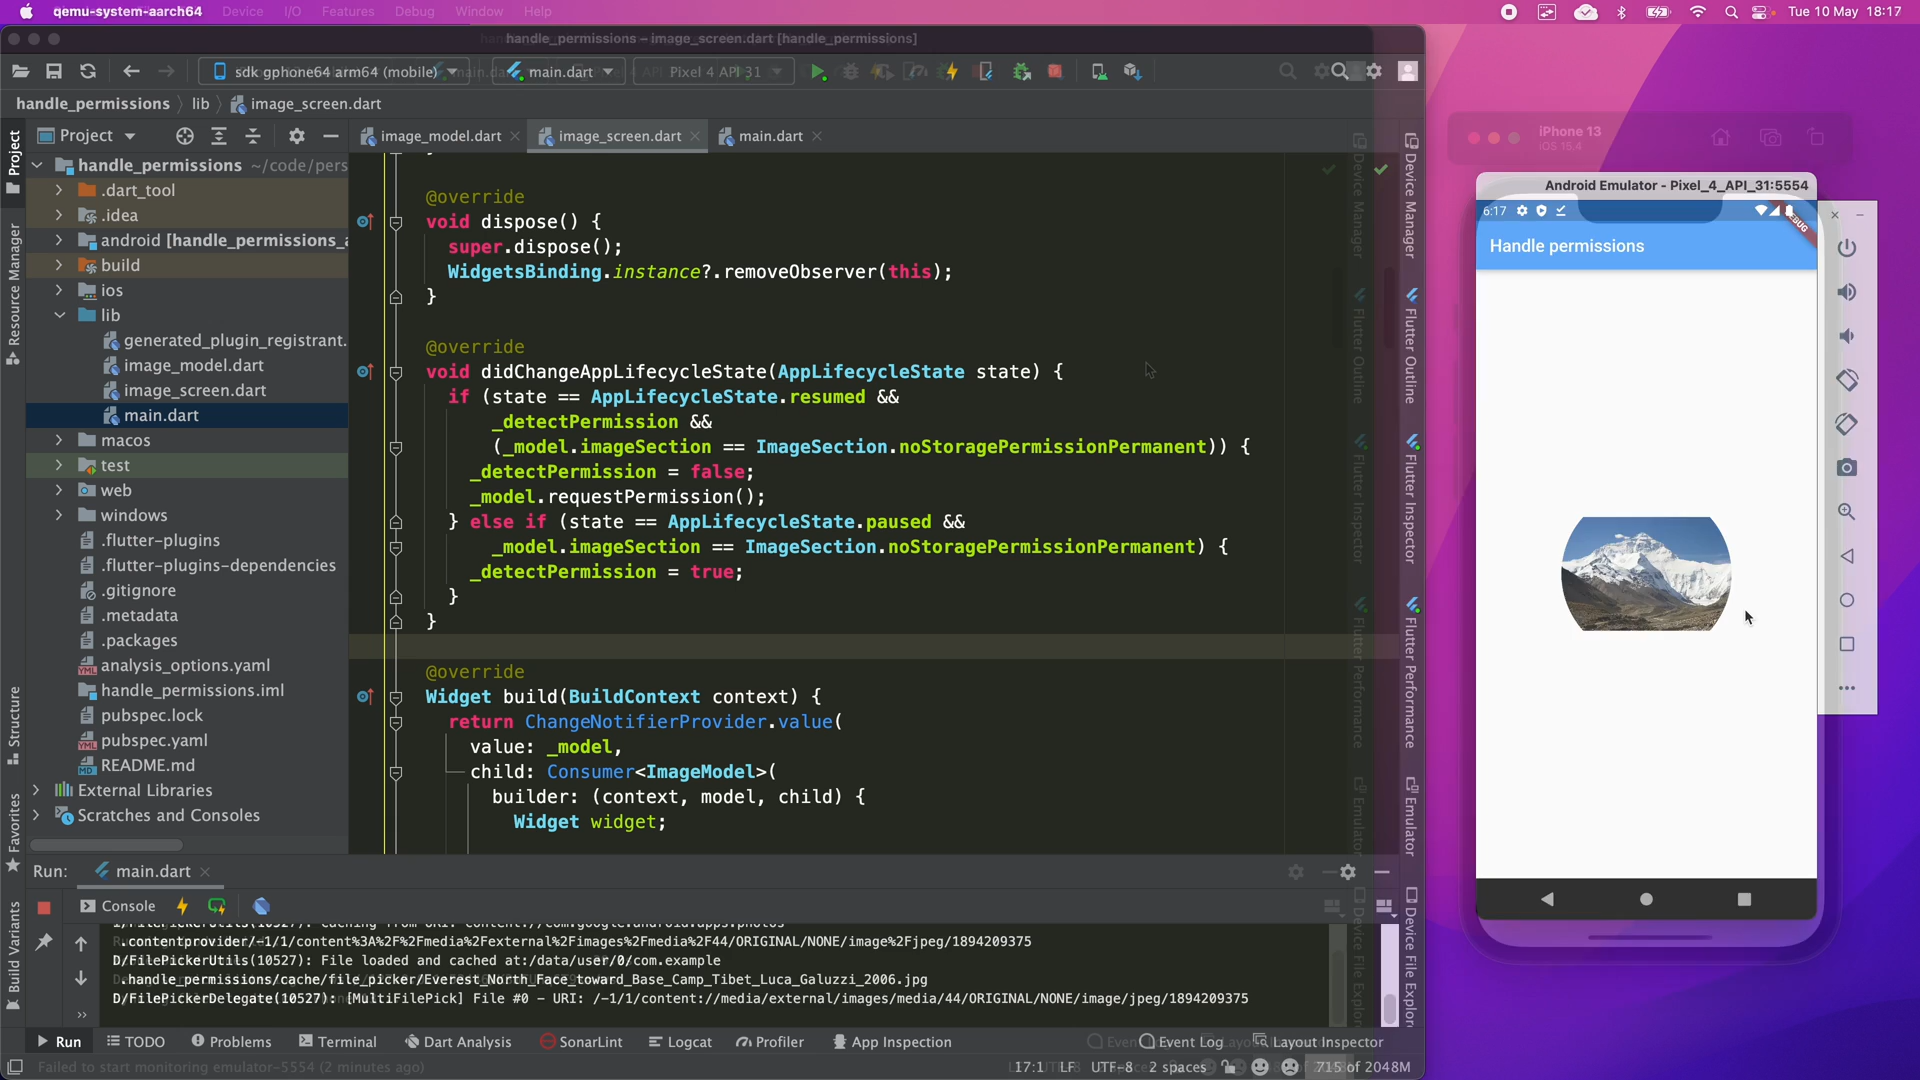 qemu-system-aarch64 File Edit View Device I/O Features Debug Window Help
Tue 10 May 18:17
handle_permissions – image_screen.dart [handle_permissions]
sdk gphone64 arm64 (mobile) main.dart Pixel 4 API 31
handle_permissions lib image_screen.dart
iPhone 13
iOS 15.4
Project
image_model.dart image_screen.dart main.dart
handle_permissions ~/code/pers
.dart_tool
.idea
android [handle_permissions_a
build
ios
lib
generated_plugin_registrant.
image_model.dart
image_screen.dart
main.dart
macos
test
web
windows
.flutter-plugins
.flutter-plugins-dependencies
.gitignore
.metadata
.packages
analysis_options.yaml
handle_permissions.iml
pubspec.lock
pubspec.yaml
README.md
External Libraries
Scratches and Consoles
Project
Resource Manager
Structure
Favorites
Build Variants
@override
void dispose() {
super.dispose();
WidgetsBinding.instance?.removeObserver(this);
}
@override
void didChangeAppLifecycleState(AppLifecycleState state) {
if (state == AppLifecycleState.resumed &&
_detectPermission &&
(_model.imageSection == ImageSection.noStoragePermissionPermanent)) {
_detectPermission = false;
_model.requestPermission();
} else if (state == AppLifecycleState.paused &&
_model.imageSection == ImageSection.noStoragePermissionPermanent) {
_detectPermission = true;
}
}
@override
Widget build(BuildContext context) {
return ChangeNotifierProvider.value(
value: _model,
child: Consumer<ImageModel>(
builder: (context, model, child) {
Widget widget;
Device Manager
Flutter Outline
Flutter Inspector
Flutter Performance
Emulator
Device File Explor
Android Emulator - Pixel_4_API_31:5554
6:17
DEBUG
Handle permissions
Run: main.dart
Console
.contentprovider/-1/1/content%3A%2F%2Fmedia%2Fexternal%2Fimages%2Fmedia%2F44/ORIGINAL/NONE/image%2Fjpeg/1894209375
D/FilePickerUtils(10527): File loaded and cached at:/data/user/0/com.example
.handle_permissions/cache/file_picker/Everest_North_Face_toward_Base_Camp_Tibet_Luca_Galuzzi_2006.jpg
D/FilePickerDelegate(10527): [MultiFilePick] File #0 - URI: /-1/1/content://media/external/images/media/44/ORIGINAL/NONE/image/jpeg/1894209375
Run TODO Problems Terminal Dart Analysis SonarLint Logcat Profiler App Inspection Event Log Layout Inspector
Failed to start monitoring emulator-5554 (2 minutes ago) 17:1 LF UTF-8 2 spaces 715 of 2048M